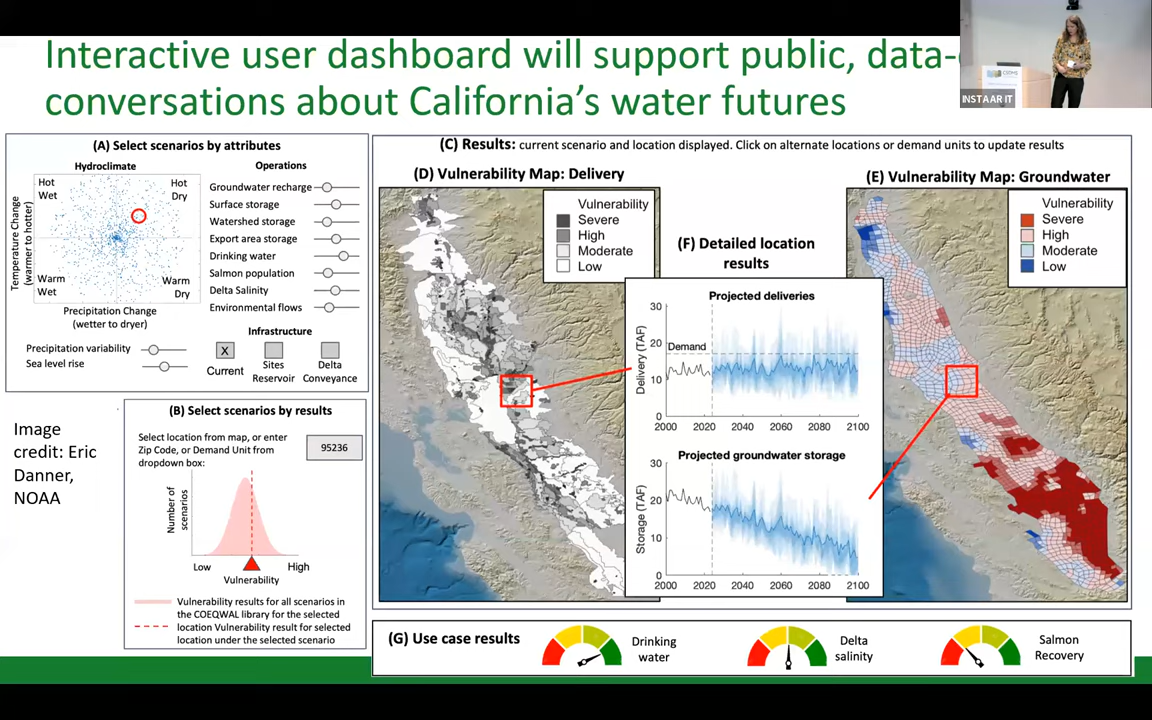 Interactive user dashboard will support public, data-
conversations about California's water futures
INSTAAR IT
(A) Select scenarios by attributes
Hydroclimate
Hot
Wet
Hot
Dry
Warm
Wet
Warm
Dry
Temperature Change
(warmer to hotter)
Precipitation Change
(wetter to dryer)
Precipitation variability
Sea level rise
Operations
Groundwater recharge
Surface storage
Watershed storage
Export area storage
Drinking water
Salmon population
Delta Salinity
Environmental flows
Infrastructure
X
Current
Sites
Reservoir
Delta
Conveyance
Image
credit: Eric
Danner,
NOAA
(B) Select scenarios by results
Select location from map, or enter
Zip Code, or Demand Unit from
dropdown box:
95236
Number of
scenarios
Low
High
Vulnerability
Vulnerability results for all scenarios in
the COEQWAL library for the selected
location Vulnerability result for selected
location under the selected scenario
(C) Results: current scenario and location displayed. Click on alternate locations or demand units to update results
(D) Vulnerability Map: Delivery
Vulnerability
Severe
High
Moderate
Low
(F) Detailed location
results
Projected deliveries
Delivery (TAF)
30
20
10
0
Demand
2000 2020 2040 2060 2080 2100
Projected groundwater storage
Storage (TAF)
30
20
10
0
2000 2020 2040 2060 2080 2100
(E) Vulnerability Map: Groundwater
Vulnerability
Severe
High
Moderate
Low
(G) Use case results
Drinking
water
Delta
salinity
Salmon
Recovery